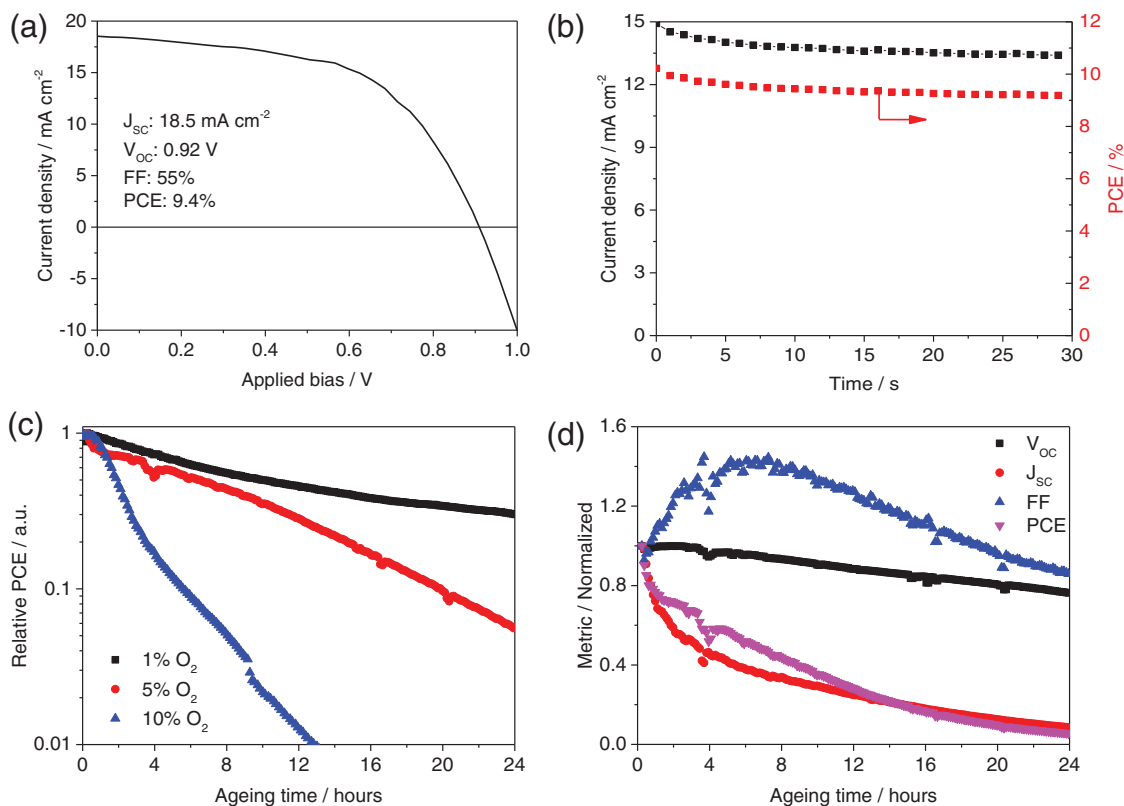 (a)
20
15
10
5
0
-5
-10
Current density / mA cm⁻²
J_SC: 18.5 mA cm⁻²
V_OC: 0.92 V
FF: 55%
PCE: 9.4%
0.0 0.2 0.4 0.6 0.8 1.0
Applied bias / V
(b)
15
12
9
6
3
0
Current density / mA cm⁻²
12
10
8
6
4
2
0
PCE / %
0 5 10 15 20 25 30
Time / s
(c)
1
0.1
0.01
Relative PCE / a.u.
1% O₂
5% O₂
10% O₂
0 4 8 12 16 20 24
Ageing time / hours
(d)
1.6
1.2
0.8
0.4
0.0
Metric / Normalized
V_OC
J_SC
FF
PCE
0 4 8 12 16 20 24
Ageing time / hours